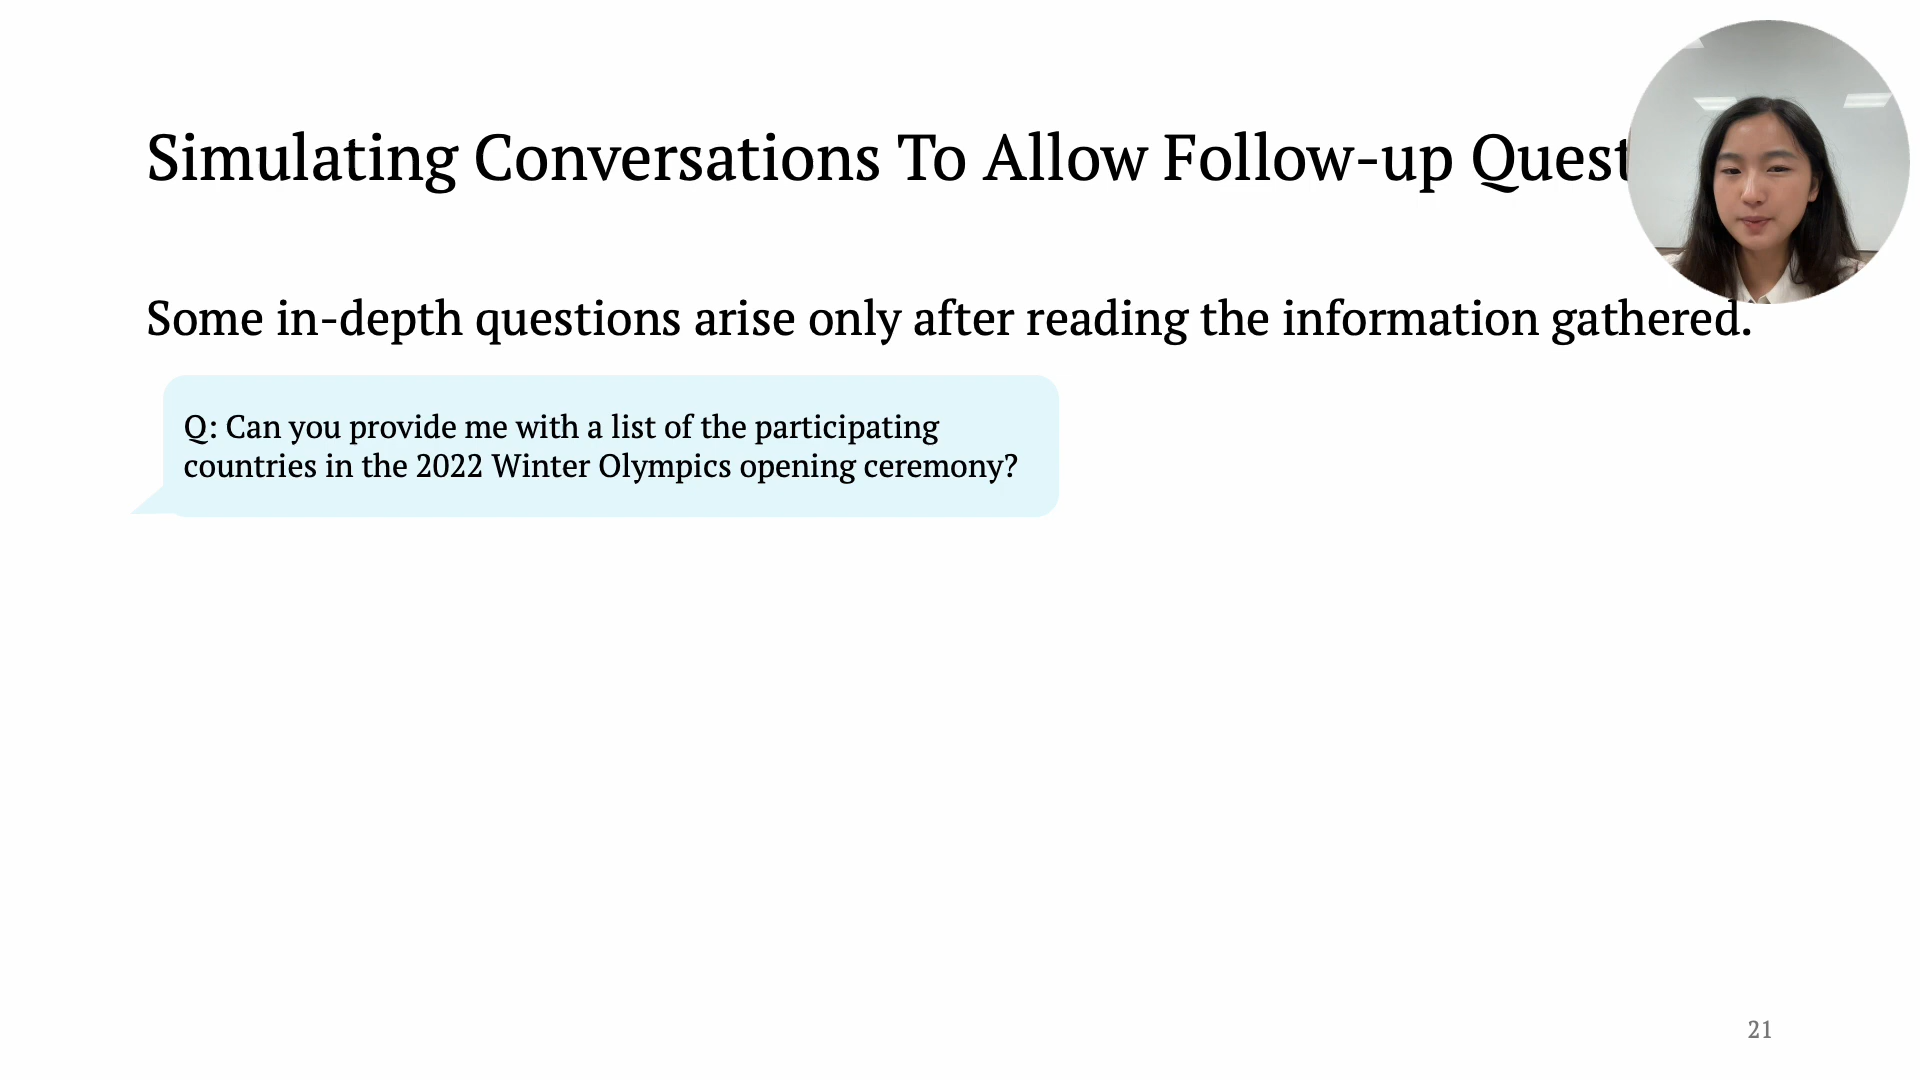 Simulating Conversations To Allow Follow-up Quest
Some in-depth questions arise only after reading the information gathered.
Q: Can you provide me with a list of the participating
countries in the 2022 Winter Olympics opening ceremony?
21